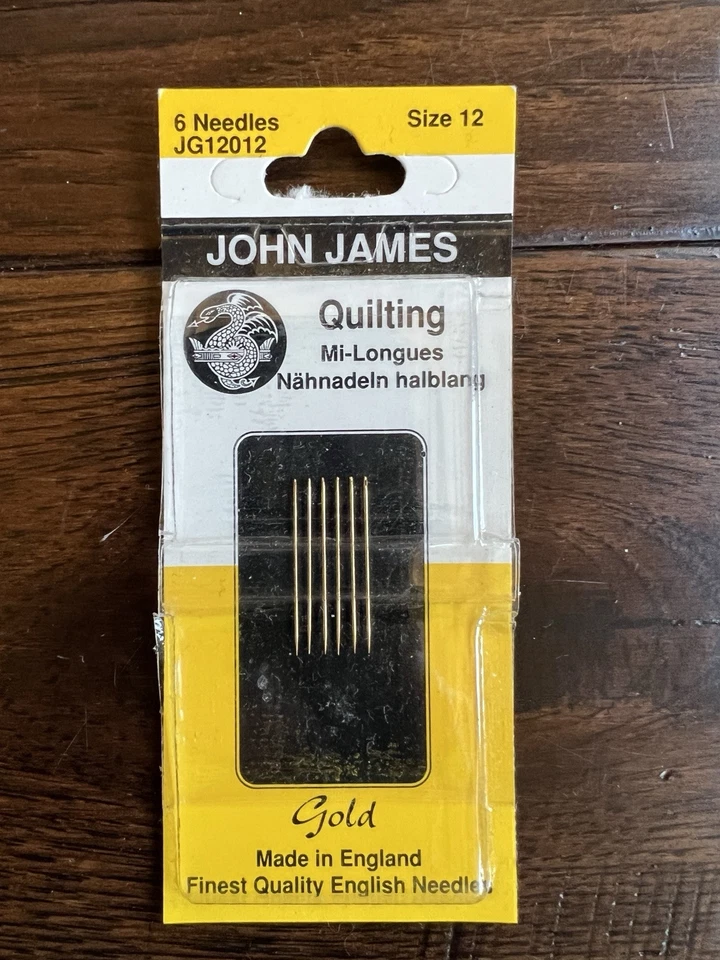 6 Needles
JG12012
Size 12
JOHN JAMES
Quilting
Mi-Longues
Nähnadeln halblang
Gold
Made in England
Finest Quality English Needles